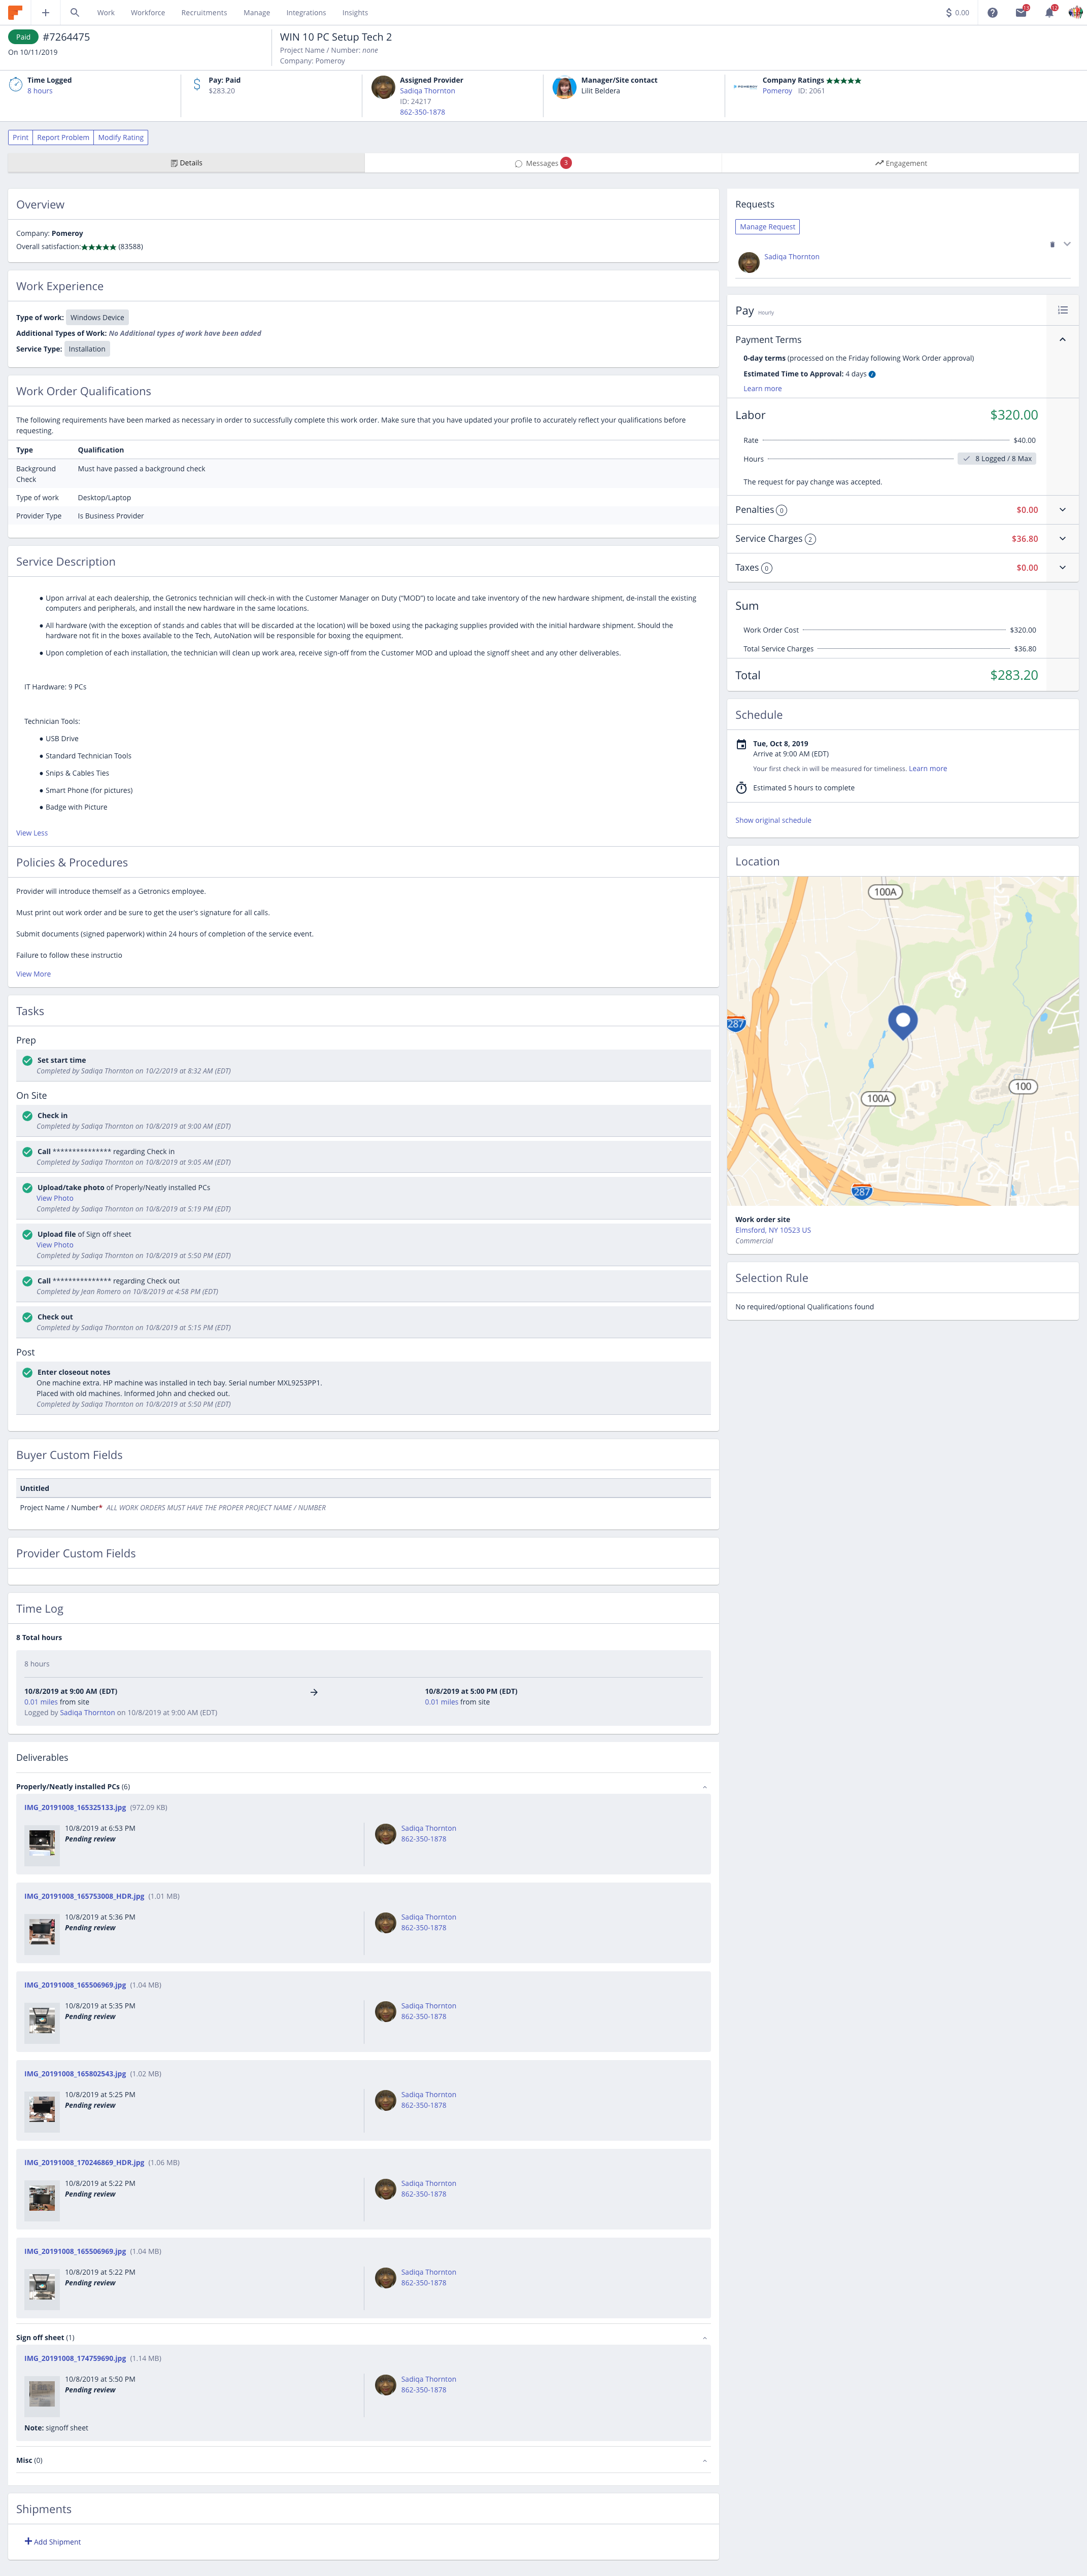 Work Workforce Recruitments Manage Integrations Insights
0.00
Paid #7264475
On 10/11/2019
WIN 10 PC Setup Tech 2
Project Name / Number: none
Company: Pomeroy
Time Logged
8 hours
Pay: Paid
$283.20
Assigned Provider
Sadiqa Thornton
ID: 24217
862-350-1878
Manager/Site contact
Lilit Beldera
Company Ratings
Pomeroy ID: 2061
Print Report Problem Modify Rating
Details
Messages 3
Engagement
Overview
Company: Pomeroy
Overall satisfaction: (83588)
Work Experience
Type of work: Windows Device
Additional Types of Work: No Additional types of work have been added
Service Type: Installation
Work Order Qualifications
The following requirements have been marked as necessary in order to successfully complete this work order. Make sure that you have updated your profile to accurately reflect your qualifications before
requesting.
Type Qualification
Background
Check
Must have passed a background check
Type of work Desktop/Laptop
Provider Type Is Business Provider
Service Description
● Upon arrival at each dealership, the Getronics technician will check-in with the Customer Manager on Duty ("MOD") to locate and take inventory of the new hardware shipment, de-install the existing
computers and peripherals, and install the new hardware in the same locations.
● All hardware (with the exception of stands and cables that will be discarded at the location) will be boxed using the packaging supplies provided with the initial hardware shipment. Should the
hardware not fit in the boxes available to the Tech, AutoNation will be responsible for boxing the equipment.
● Upon completion of each installation, the technician will clean up work area, receive sign-off from the Customer MOD and upload the signoff sheet and any other deliverables.
IT Hardware: 9 PCs
Technician Tools:
● USB Drive
● Standard Technician Tools
● Snips & Cables Ties
● Smart Phone (for pictures)
● Badge with Picture
View Less
Policies & Procedures
Provider will introduce themself as a Getronics employee.
Must print out work order and be sure to get the user's signature for all calls.
Submit documents (signed paperwork) within 24 hours of completion of the service event.
Failure to follow these instructio
View More
Tasks
Prep
Set start time
Completed by Sadiqa Thornton on 10/2/2019 at 8:32 AM (EDT)
On Site
Check in
Completed by Sadiqa Thornton on 10/8/2019 at 9:00 AM (EDT)
Call *************** regarding Check in
Completed by Sadiqa Thornton on 10/8/2019 at 9:05 AM (EDT)
Upload/take photo of Properly/Neatly installed PCs
View Photo
Completed by Sadiqa Thornton on 10/8/2019 at 5:19 PM (EDT)
Upload file of Sign off sheet
View Photo
Completed by Sadiqa Thornton on 10/8/2019 at 5:50 PM (EDT)
Call *************** regarding Check out
Completed by Jean Romero on 10/8/2019 at 4:58 PM (EDT)
Check out
Completed by Sadiqa Thornton on 10/8/2019 at 5:15 PM (EDT)
Post
Enter closeout notes
One machine extra. HP machine was installed in tech bay. Serial number MXL9253PP1.
Placed with old machines. Informed John and checked out.
Completed by Sadiqa Thornton on 10/8/2019 at 5:50 PM (EDT)
Buyer Custom Fields
Untitled
Project Name / Number* ALL WORK ORDERS MUST HAVE THE PROPER PROJECT NAME / NUMBER
Provider Custom Fields
Time Log
8 Total hours
8 hours
10/8/2019 at 9:00 AM (EDT)
0.01 miles from site
Logged by Sadiqa Thornton on 10/8/2019 at 9:00 AM (EDT)
10/8/2019 at 5:00 PM (EDT)
0.01 miles from site
Deliverables
Properly/Neatly installed PCs (6)
IMG_20191008_165325133.jpg (972.09 KB)
10/8/2019 at 6:53 PM
Pending review
Sadiqa Thornton
862-350-1878
IMG_20191008_165753008_HDR.jpg (1.01 MB)
10/8/2019 at 5:36 PM
Pending review
Sadiqa Thornton
862-350-1878
IMG_20191008_165506969.jpg (1.04 MB)
10/8/2019 at 5:35 PM
Pending review
Sadiqa Thornton
862-350-1878
IMG_20191008_165802543.jpg (1.02 MB)
10/8/2019 at 5:25 PM
Pending review
Sadiqa Thornton
862-350-1878
IMG_20191008_170246869_HDR.jpg (1.06 MB)
10/8/2019 at 5:22 PM
Pending review
Sadiqa Thornton
862-350-1878
IMG_20191008_165506969.jpg (1.04 MB)
10/8/2019 at 5:22 PM
Pending review
Sadiqa Thornton
862-350-1878
Sign off sheet (1)
IMG_20191008_174759690.jpg (1.14 MB)
10/8/2019 at 5:50 PM
Pending review
Sadiqa Thornton
862-350-1878
Note: signoff sheet
Misc (0)
Shipments
Add Shipment
Requests
Manage Request
Sadiqa Thornton
Pay Hourly
Payment Terms
0-day terms (processed on the Friday following Work Order approval)
Estimated Time to Approval: 4 days
Learn more
Labor $320.00
Rate $40.00
Hours 8 Logged / 8 Max
The request for pay change was accepted.
Penalties 0 $0.00
Service Charges 2 $36.80
Taxes 0 $0.00
Sum
Work Order Cost $320.00
Total Service Charges $36.80
Total $283.20
Schedule
Tue, Oct 8, 2019
Arrive at 9:00 AM (EDT)
Your first check in will be measured for timeliness. Learn more
Estimated 5 hours to complete
Show original schedule
Location
100A
287
100
100A
287
Work order site
Elmsford, NY 10523 US
Commercial
Selection Rule
No required/optional Qualifications found